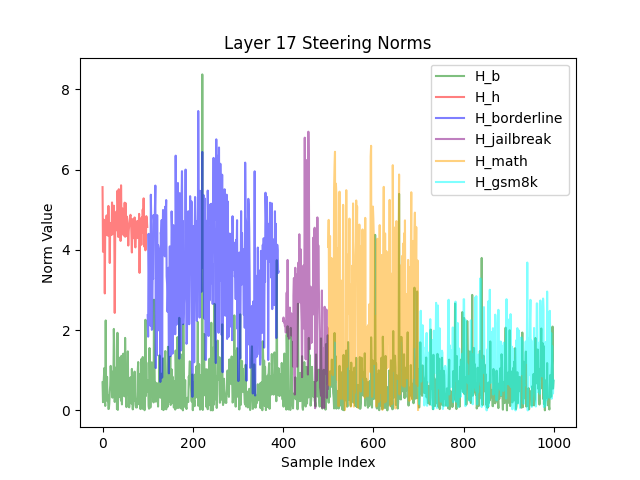 Layer 17 Steering Norms
H_b
H_h
H_borderline
H_jailbreak
H_math
H_gsm8k
Norm Value
8
6
4
2
0
0 200 400 600 800 1000
Sample Index